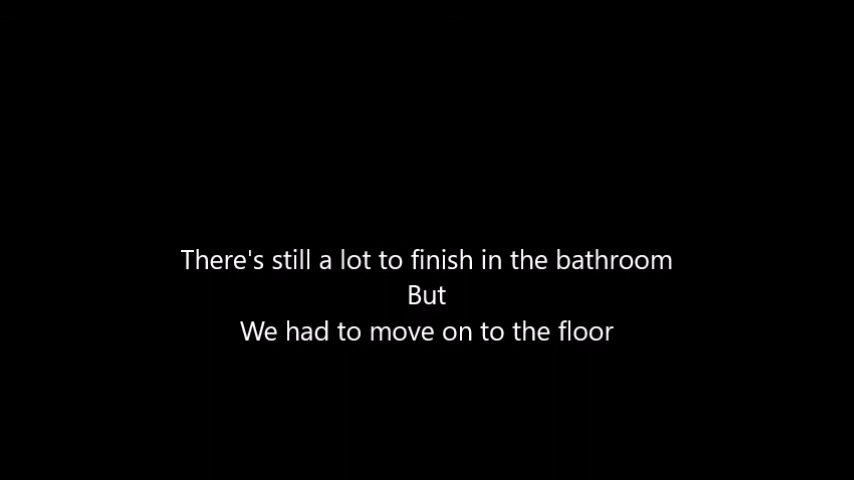 There's still a lot to finish in the bathroom
But
We had to move on to the floor